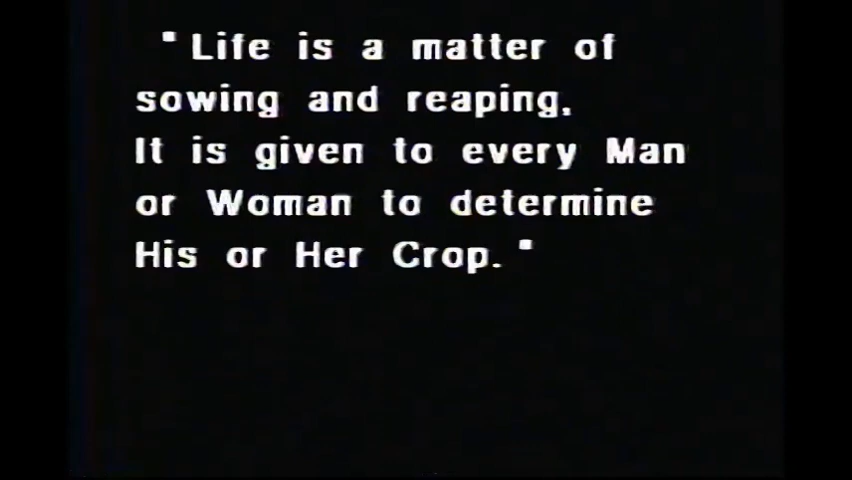 "Life is a matter of
sowing and reaping.
It is given to every Man
or Woman to determine
His or Her Crop."